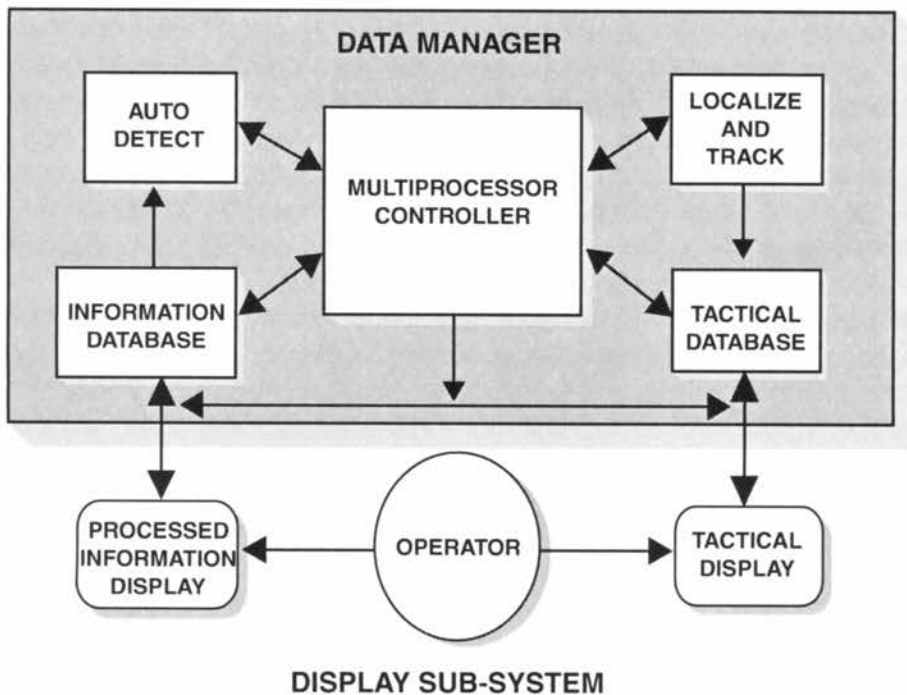 DATA MANAGER
AUTO
DETECT
MULTIPROCESSOR
CONTROLLER
LOCALIZE
AND
TRACK
INFORMATION
DATABASE
TACTICAL
DATABASE
PROCESSED
INFORMATION
DISPLAY
OPERATOR
TACTICAL
DISPLAY
DISPLAY SUB-SYSTEM